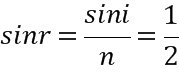 sinr = sini/n = 1/2